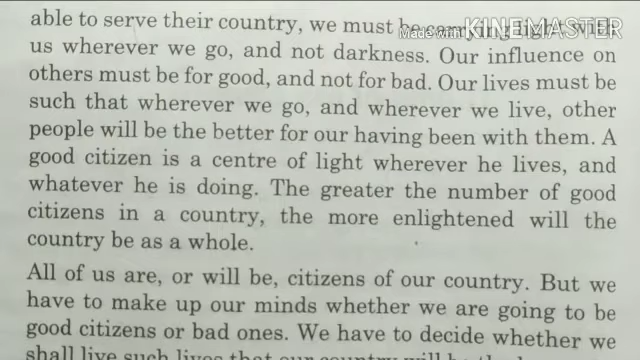 able to serve their country, we must be carrying light with
Made with KINEMASTER
us wherever we go, and not darkness. Our influence on
others must be for good, and not for bad. Our lives must be
such that wherever we go, and wherever we live, other
people will be the better for our having been with them. A
good citizen is a centre of light wherever he lives, and
whatever he is doing. The greater the number of good
citizens in a country, the more enlightened will the
country be as a whole.
All of us are, or will be, citizens of our country. But we
have to make up our minds whether we are going to be
good citizens or bad ones. We have to decide whether we
shall live such lives that our country will be